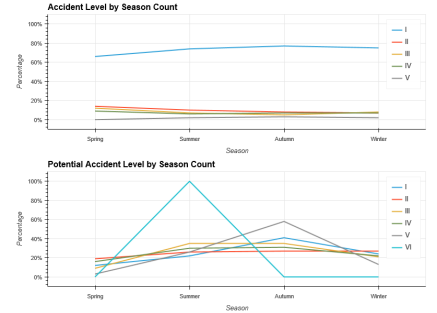 Accident Level by Season Count
Percentage
100%
80%
60%
40%
20%
0%
Spring
Summer
Autumn
Winter
Season
I
II
III
IV
V
Potential Accident Level by Season Count
Percentage
100%
80%
60%
40%
20%
0%
Spring
Summer
Autumn
Winter
Season
I
II
III
IV
V
VI